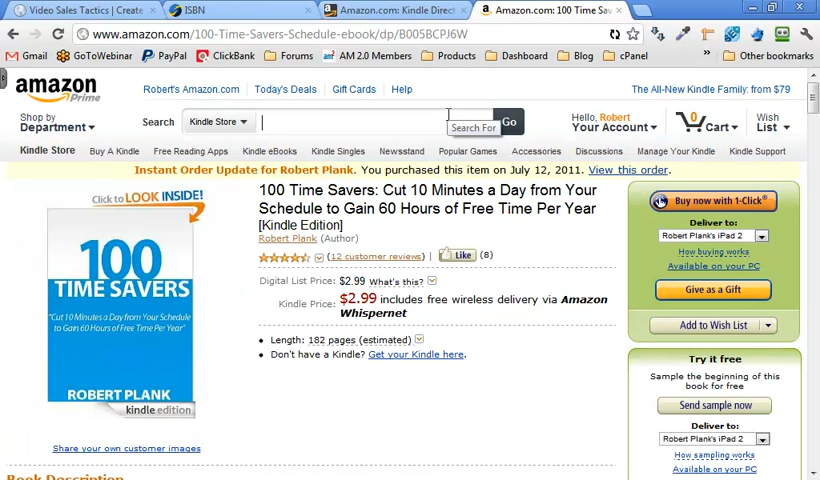 Video Sales Tactics | Create
ISBN
Amazon.com: Kindle Direct
Amazon.com: 100 Time Sav
www.amazon.com/100-Time-Savers-Schedule-ebook/dp/B005BCPJ6W
Gmail
GoToWebinar
PayPal
ClickBank
Forums
AM 2.0 Members
Products
Dashboard
Blog
cPanel
»
Other bookmarks
amazon
Prime
Robert's Amazon.com
Today's Deals
Gift Cards
Help
The All-New Kindle Family: from $79
Shop by
Department
Search
Kindle Store
Go
Search For
Hello, Robert
Your Account
0
Cart
Wish
List
Kindle Store
Buy A Kindle
Free Reading Apps
Kindle eBooks
Kindle Singles
Newsstand
Popular Games
Accessories
Discussions
Manage Your Kindle
Kindle Support
Instant Order Update for Robert Plank. You purchased this item on July 12, 2011. View this order.
Click to LOOK INSIDE!
100
TIME SAVERS
"Cut 10 Minutes a Day from Your Schedule
to Gain 60 Hours of Free Time Per Year"
ROBERT PLANK
kindle edition
Share your own customer images
100 Time Savers: Cut 10 Minutes a Day from Your
Schedule to Gain 60 Hours of Free Time Per Year
[Kindle Edition]
Robert Plank (Author)
(12 customer reviews) | Like (8)
Digital List Price: $2.99 What's this?
Kindle Price: $2.99 includes free wireless delivery via Amazon
Whispernet
Length: 182 pages (estimated)
Don't have a Kindle? Get your Kindle here.
Buy now with 1-Click®
Deliver to:
Robert Plank's iPad 2
How buying works
Available on your PC
Give as a Gift
Add to Wish List
Try it free
Sample the beginning of this
book for free
Send sample now
Deliver to:
Robert Plank's iPad 2
How sampling works
Available on your PC
Book Description